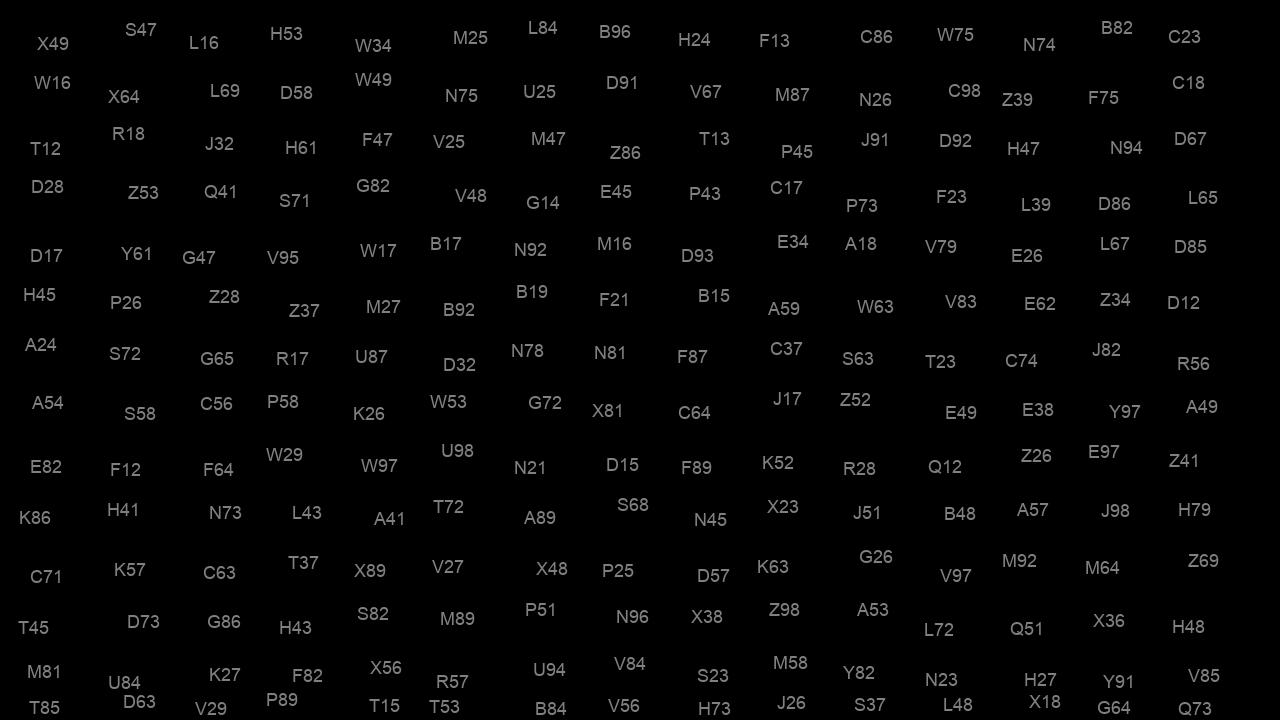 X49 S47 L16 H53 W34 M25 L84 B96 H24 F13 C86 W75 N74 B82 C23
W16 X64 L69 D58 W49 N75 U25 D91 V67 M87 N26 C98 Z39 F75 C18
T12 R18 J32 H61 F47 V25 M47 Z86 T13 P45 J91 D92 H47 N94 D67
D28 Z53 Q41 S71 G82 V48 G14 E45 P43 C17 P73 F23 L39 D86 L65
D17 Y61 G47 V95 W17 B17 N92 M16 D93 E34 A18 V79 E26 L67 D85
H45 P26 Z28 Z37 M27 B92 B19 F21 B15 A59 W63 V83 E62 Z34 D12
A24 S72 G65 R17 U87 D32 N78 N81 F87 C37 S63 T23 C74 J82 R56
A54 S58 C56 P58 K26 W53 G72 X81 C64 J17 Z52 E49 E38 Y97 A49
E82 F12 F64 W29 W97 U98 N21 D15 F89 K52 R28 Q12 Z26 E97 Z41
K86 H41 N73 L43 A41 T72 A89 S68 N45 X23 J51 B48 A57 J98 H79
C71 K57 C63 T37 X89 V27 X48 P25 D57 K63 G26 V97 M92 M64 Z69
T45 D73 G86 H43 S82 M89 P51 N96 X38 Z98 A53 L72 Q51 X36 H48
M81 U84 K27 F82 X56 R57 U94 V84 S23 M58 Y82 N23 H27 Y91 V85
T85 D63 V29 P89 T15 T53 B84 V56 H73 J26 S37 L48 X18 G64 Q73